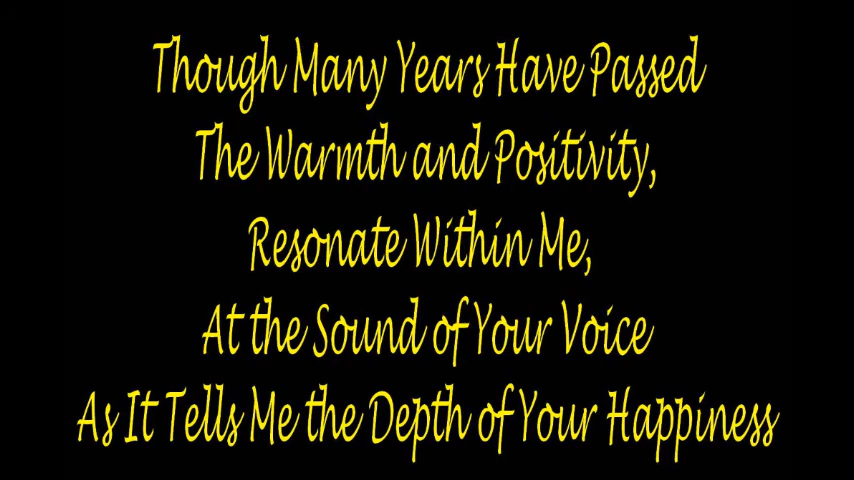 Though Many Years Have Passed
The Warmth and Positivity,
Resonate Within Me,
At the Sound of Your Voice
As It Tells Me the Depth of Your Happiness